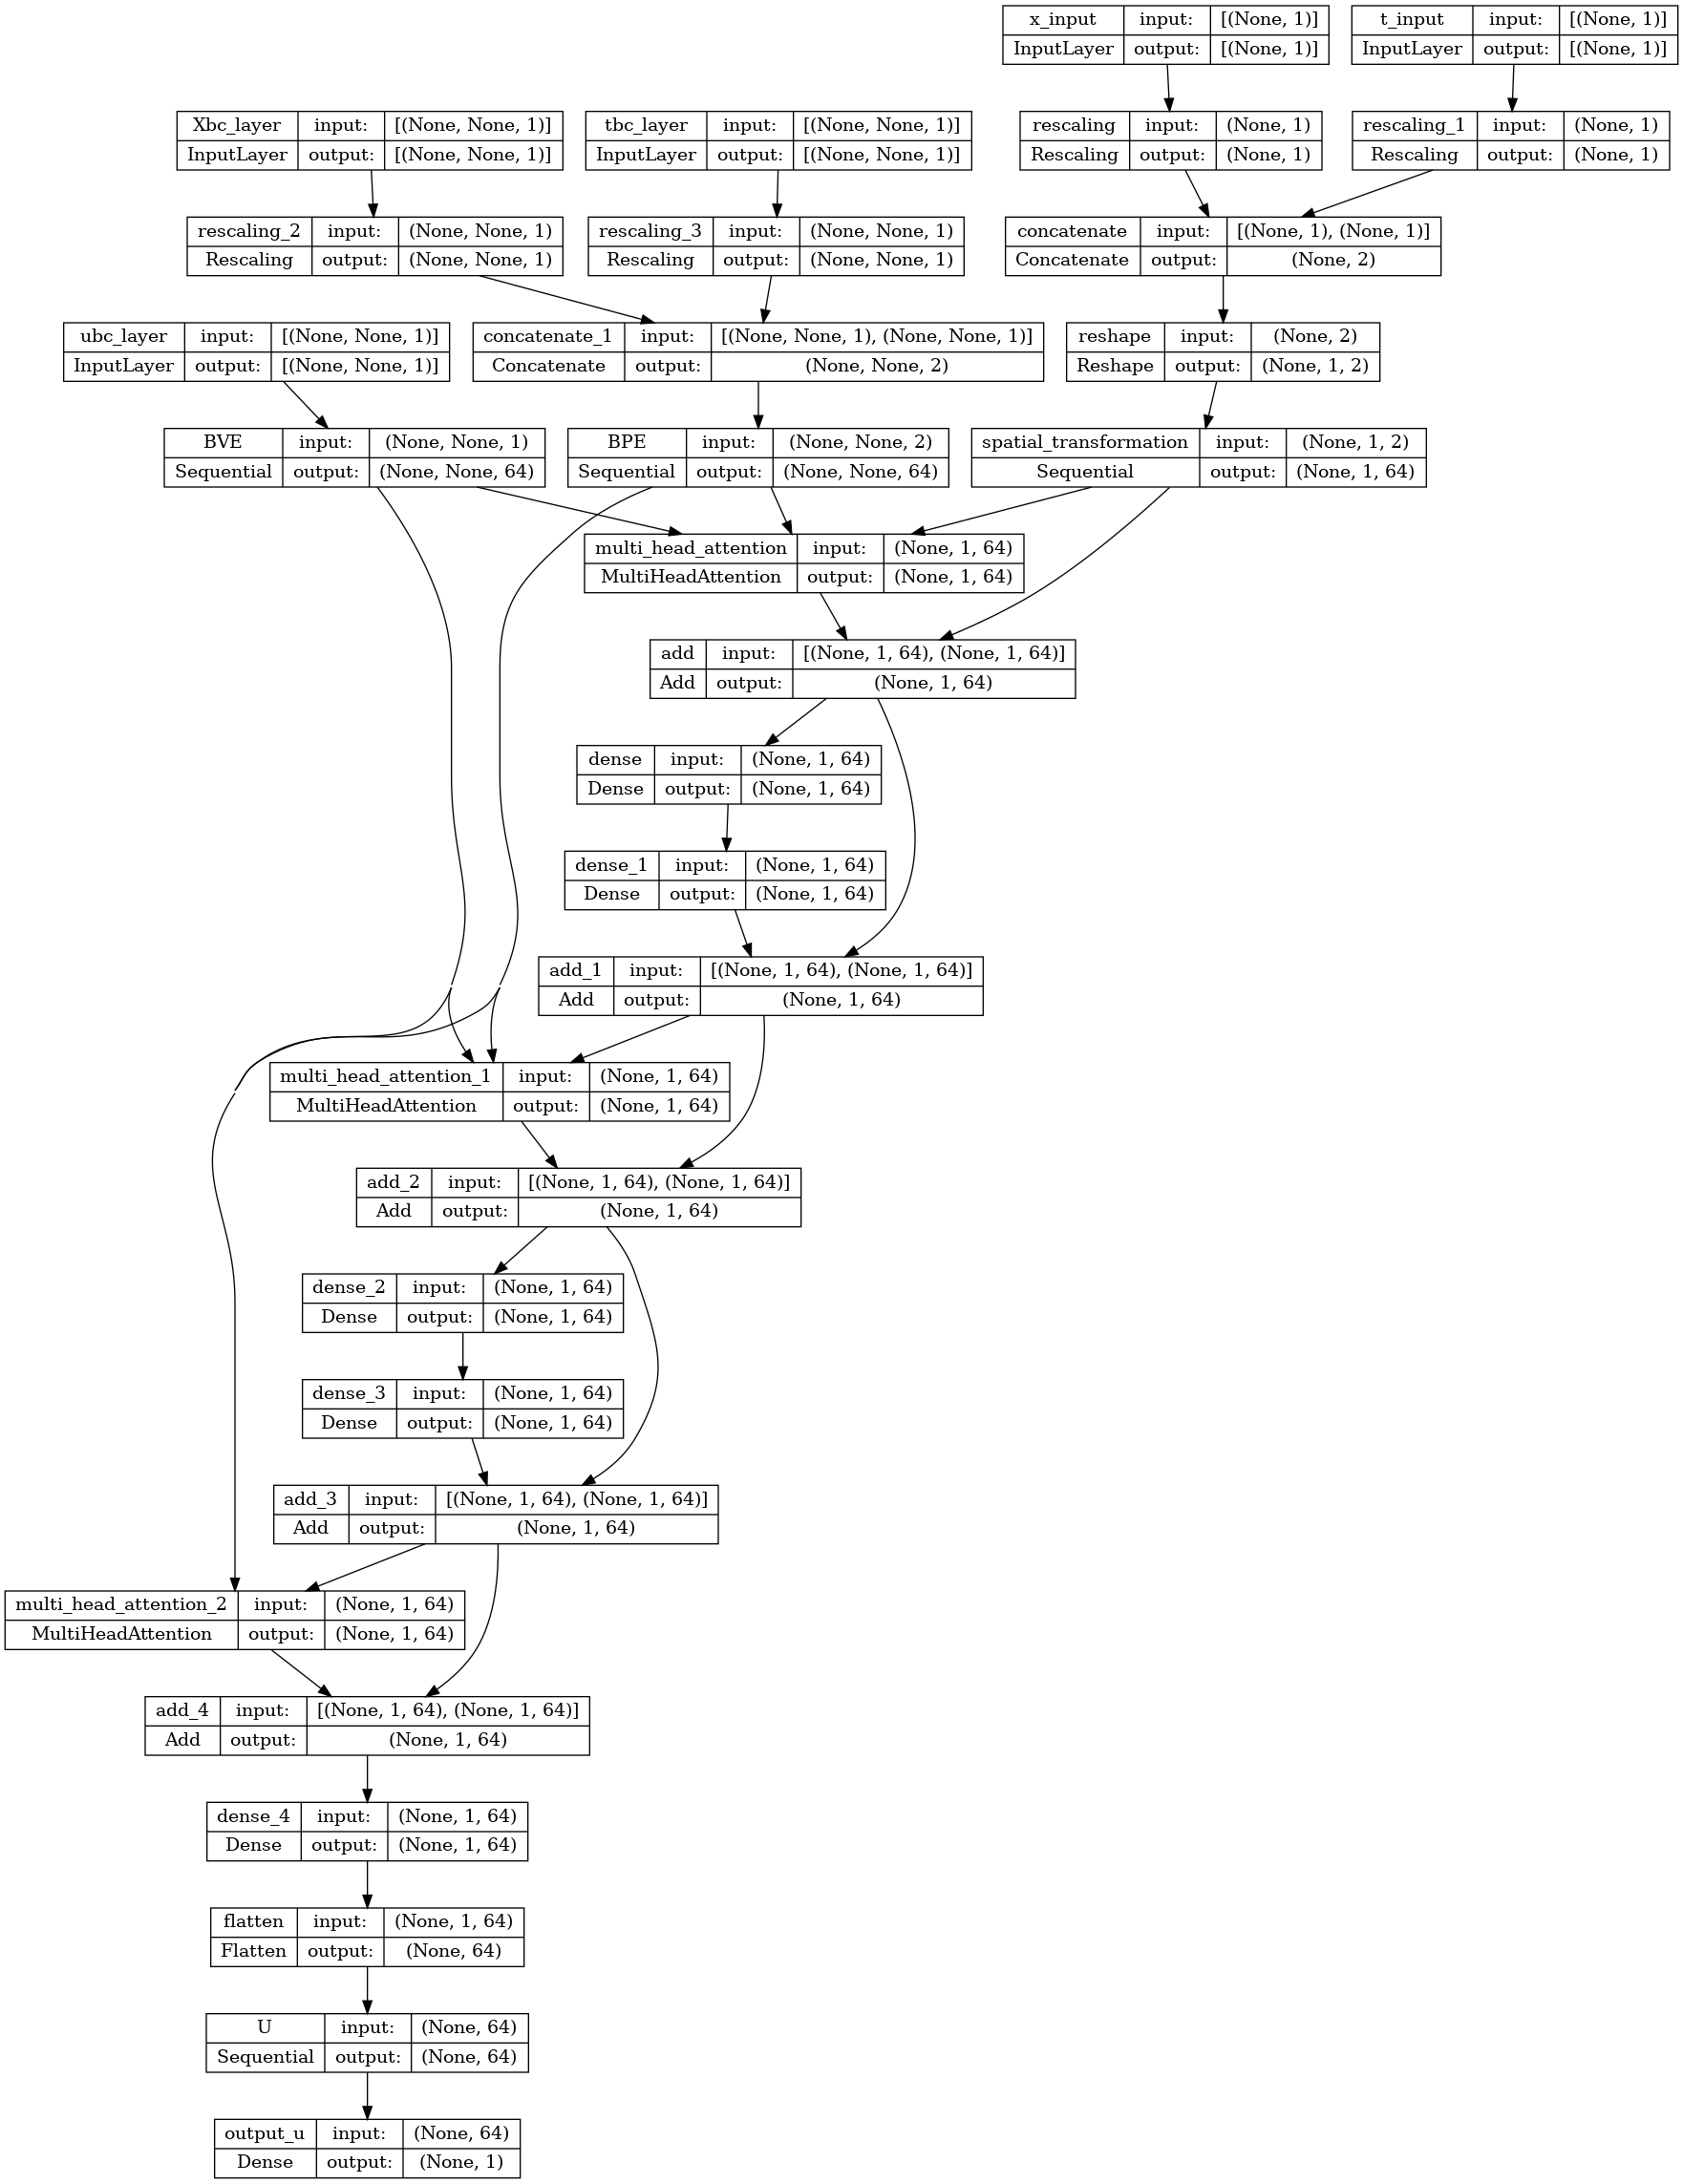 x_input input: [(None, 1)]
InputLayer output: [(None, 1)]
t_input input: [(None, 1)]
InputLayer output: [(None, 1)]
Xbc_layer input: [(None, None, 1)]
InputLayer output: [(None, None, 1)]
tbc_layer input: [(None, None, 1)]
InputLayer output: [(None, None, 1)]
rescaling input: (None, 1)
Rescaling output: (None, 1)
rescaling_1 input: (None, 1)
Rescaling output: (None, 1)
rescaling_2 input: (None, None, 1)
Rescaling output: (None, None, 1)
rescaling_3 input: (None, None, 1)
Rescaling output: (None, None, 1)
concatenate input: [(None, 1), (None, 1)]
Concatenate output: (None, 2)
ubc_layer input: [(None, None, 1)]
InputLayer output: [(None, None, 1)]
concatenate_1 input: [(None, None, 1), (None, None, 1)]
Concatenate output: (None, None, 2)
reshape input: (None, 2)
Reshape output: (None, 1, 2)
BVE input: (None, None, 1)
Sequential output: (None, None, 64)
BPE input: (None, None, 2)
Sequential output: (None, None, 64)
spatial_transformation input: (None, 1, 2)
Sequential output: (None, 1, 64)
multi_head_attention input: (None, 1, 64)
MultiHeadAttention output: (None, 1, 64)
add input: [(None, 1, 64), (None, 1, 64)]
Add output: (None, 1, 64)
dense input: (None, 1, 64)
Dense output: (None, 1, 64)
dense_1 input: (None, 1, 64)
Dense output: (None, 1, 64)
add_1 input: [(None, 1, 64), (None, 1, 64)]
Add output: (None, 1, 64)
multi_head_attention_1 input: (None, 1, 64)
MultiHeadAttention output: (None, 1, 64)
add_2 input: [(None, 1, 64), (None, 1, 64)]
Add output: (None, 1, 64)
dense_2 input: (None, 1, 64)
Dense output: (None, 1, 64)
dense_3 input: (None, 1, 64)
Dense output: (None, 1, 64)
add_3 input: [(None, 1, 64), (None, 1, 64)]
Add output: (None, 1, 64)
multi_head_attention_2 input: (None, 1, 64)
MultiHeadAttention output: (None, 1, 64)
add_4 input: [(None, 1, 64), (None, 1, 64)]
Add output: (None, 1, 64)
dense_4 input: (None, 1, 64)
Dense output: (None, 1, 64)
flatten input: (None, 1, 64)
Flatten output: (None, 64)
U input: (None, 64)
Sequential output: (None, 64)
output_u input: (None, 64)
Dense output: (None, 1)